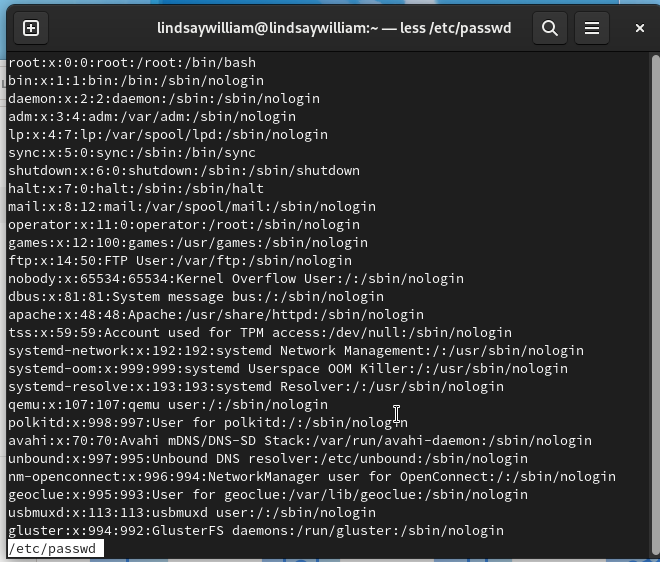 lindsaywilliam@lindsaywilliam:~ — less /etc/passwd
root:x:0:0:root:/root:/bin/bash
bin:x:1:1:bin:/bin:/sbin/nologin
daemon:x:2:2:daemon:/sbin:/sbin/nologin
adm:x:3:4:adm:/var/adm:/sbin/nologin
lp:x:4:7:lp:/var/spool/lpd:/sbin/nologin
sync:x:5:0:sync:/sbin:/bin/sync
shutdown:x:6:0:shutdown:/sbin:/sbin/shutdown
halt:x:7:0:halt:/sbin:/sbin/halt
mail:x:8:12:mail:/var/spool/mail:/sbin/nologin
operator:x:11:0:operator:/root:/sbin/nologin
games:x:12:100:games:/usr/games:/sbin/nologin
ftp:x:14:50:FTP User:/var/ftp:/sbin/nologin
nobody:x:65534:65534:Kernel Overflow User:/:/sbin/nologin
dbus:x:81:81:System message bus:/:/sbin/nologin
apache:x:48:48:Apache:/usr/share/httpd:/sbin/nologin
tss:x:59:59:Account used for TPM access:/dev/null:/sbin/nologin
systemd-network:x:192:192:systemd Network Management:/:/usr/sbin/nologin
systemd-oom:x:999:999:systemd Userspace OOM Killer:/:/usr/sbin/nologin
systemd-resolve:x:193:193:systemd Resolver:/:/usr/sbin/nologin
qemu:x:107:107:qemu user:/:/sbin/nologin
polkitd:x:998:997:User for polkitd:/:/sbin/nologin
avahi:x:70:70:Avahi mDNS/DNS-SD Stack:/var/run/avahi-daemon:/sbin/nologin
unbound:x:997:995:Unbound DNS resolver:/etc/unbound:/sbin/nologin
nm-openconnect:x:996:994:NetworkManager user for OpenConnect:/:/sbin/nologin
geoclue:x:995:993:User for geoclue:/var/lib/geoclue:/sbin/nologin
usbmuxd:x:113:113:usbmuxd user:/:/sbin/nologin
gluster:x:994:992:GlusterFS daemons:/run/gluster:/sbin/nologin
/etc/passwd